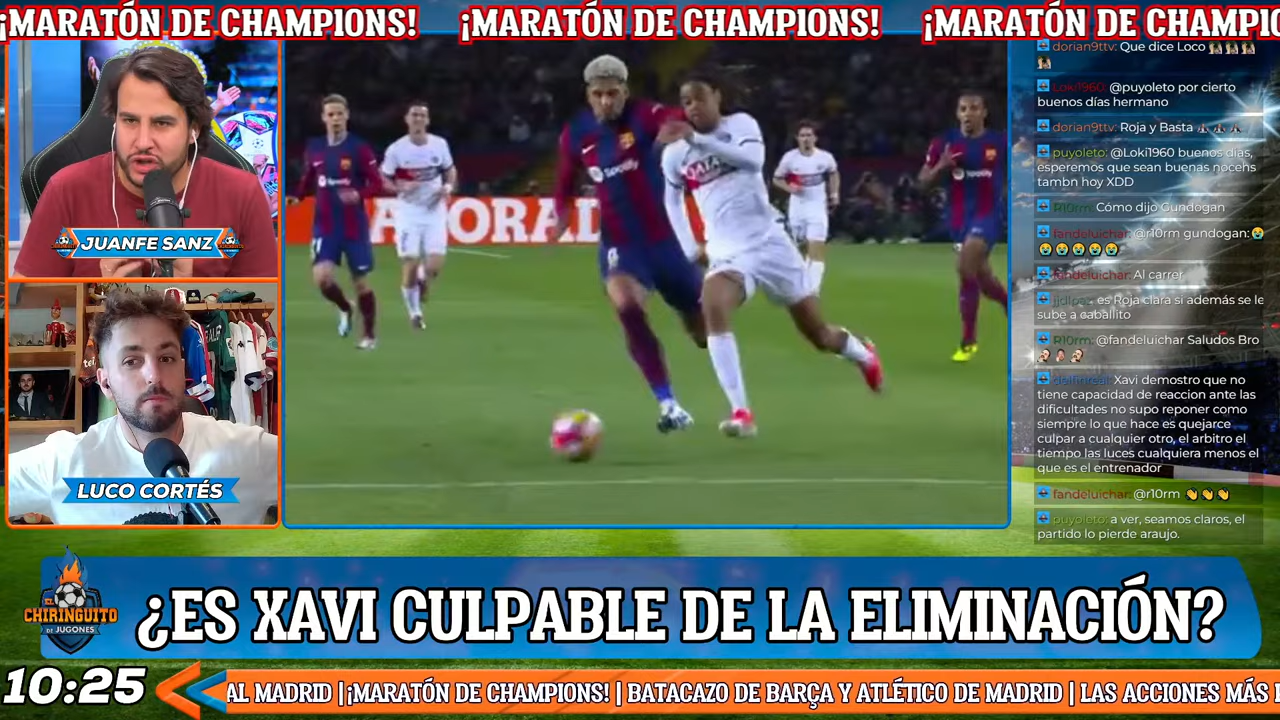 ¡MARATÓN DE CHAMPIONS! ¡MARATÓN DE CHAMPIONS! ¡MARATÓN DE CHAMPIO
JUANFE SANZ
LUCO CORTÉS
Spotify
QATAR
Spotify
dorian9ttv: Que dice Loco
Loki1960: @puyoleto por cierto
buenos días hermano
dorian9ttv: Roja y Basta
puyoleto: @Loki1960 buenos dias,
esperemos que sean buenas nocehs
tambn hoy XDD
R10rm: Cómo dijo Gundogan
fandeluichar: @r10rm gundogan:
fandeluichar: Al carrer
es Roja clara si además se le
sube a caballito
R10rm: @fandeluichar Saludos Bro
Xavi demostro que no
tiene capacidad de reaccion ante las
dificultades no supo reponer como
siempre lo que hace es quejarce
culpar a cualquier otro, el arbitro el
tiempo las luces cualquiera menos el
que es el entrenador
fandeluichar: @r10rm
puyoleto: a ver, seamos claros, el
partido lo pierde araujo.
EL
CHIRINGUITO
DE JUGONES
¿ES XAVI CULPABLE DE LA ELIMINACIÓN?
10:25
AL MADRID | ¡MARATÓN DE CHAMPIONS! | BATACAZO DE BARÇA Y ATLÉTICO DE MADRID | LAS ACCIONES MÁS